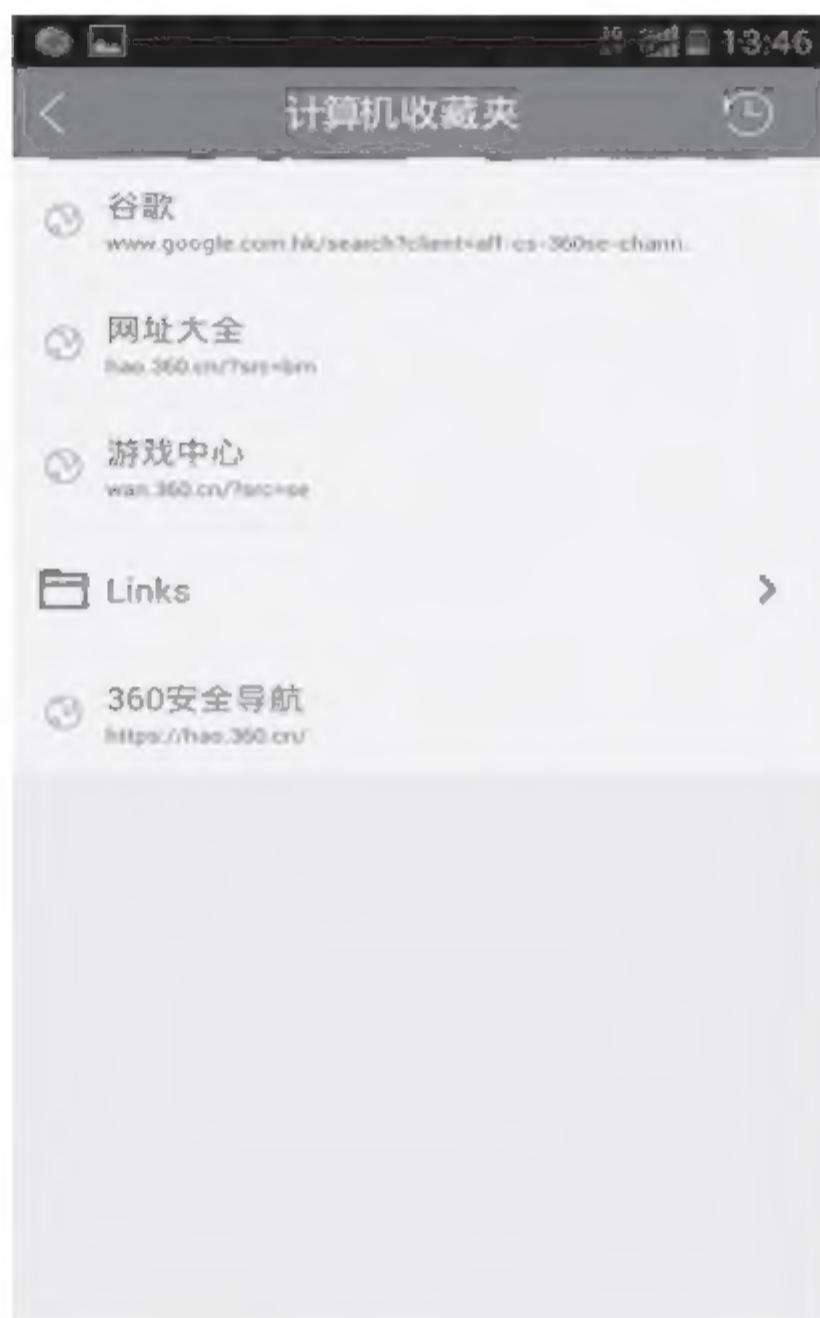 13:46
计算机收藏夹
谷歌
www.google.com.hk/search?client=aff-cs-360se-chann..
网址大全
hao.360.cn/?src=bm
游戏中心
wan.360.cn/?src=se
Links
360安全导航
https://hao.360.cn/